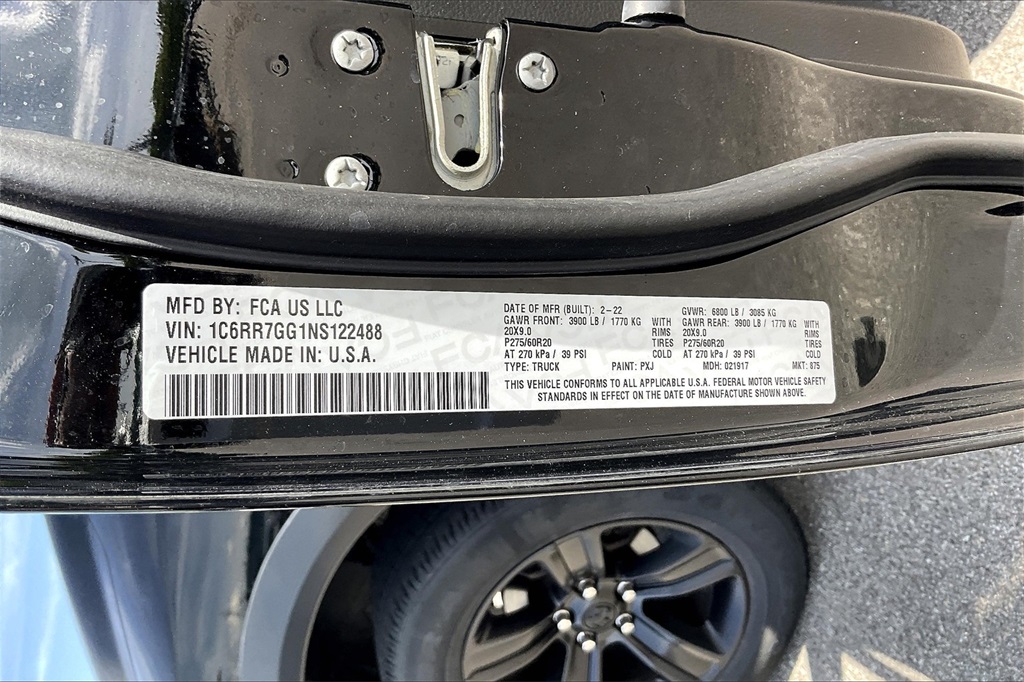 MFD BY: FCA US LLC
VIN: 1C6RR7GG1NS122488
VEHICLE MADE IN: U.S.A.
DATE OF MFR (BUILT): 2-22 GVWR: 6800 LB / 3085 KG
GAWR FRONT: 3900 LB / 1770 KG WITH GAWR REAR: 3900 LB / 1770 KG WITH
20X9.0 RIMS 20X9.0 RIMS
P275/60R20 TIRES P275/60R20 TIRES
AT 270 kPa / 39 PSI COLD AT 270 kPa / 39 PSI COLD
TYPE: TRUCK PAINT: PXJ MDH: 021917 MKT: 875
THIS VEHICLE CONFORMS TO ALL APPLICABLE U.S.A. FEDERAL MOTOR VEHICLE SAFETY
STANDARDS IN EFFECT ON THE DATE OF MANUFACTURE SHOWN ABOVE.